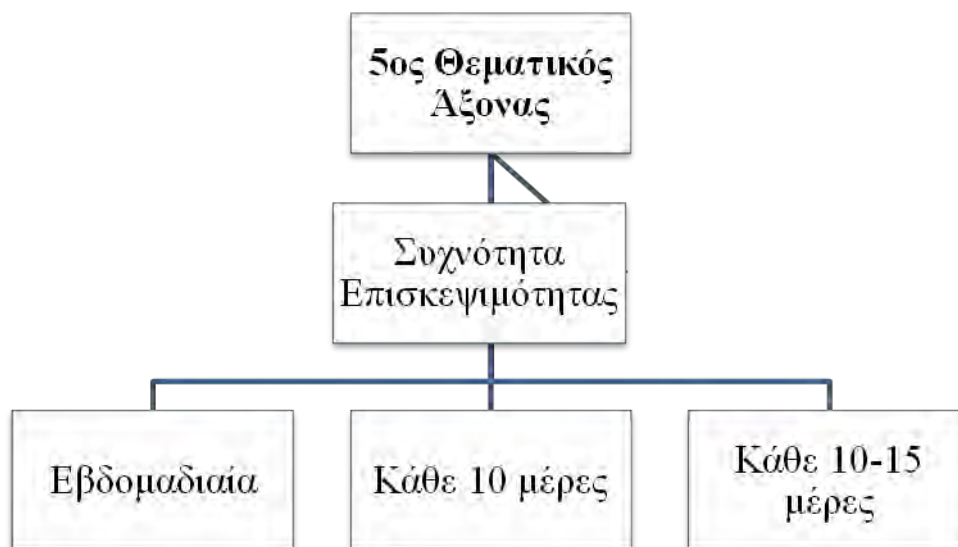 5ος Θεματικός
Άξονας
Συχνότητα
Επισκεψιμότητας
Εβδομαδιαία
Κάθε 10 μέρες
Κάθε 10-15
μέρες